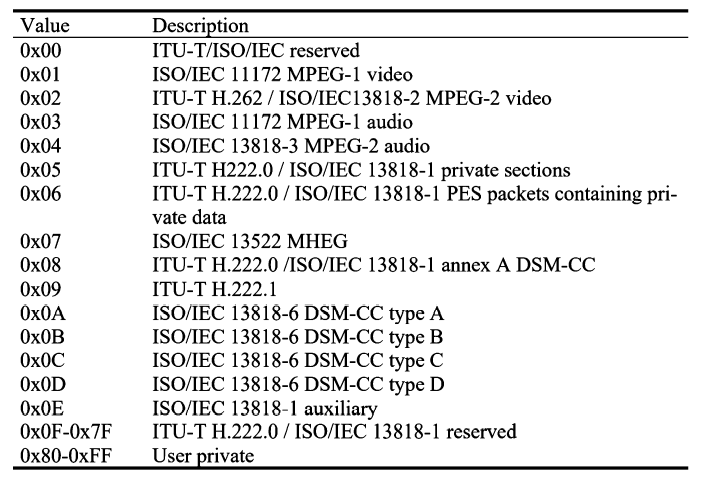 Value Description
0x00 ITU-T/ISO/IEC reserved
0x01 ISO/IEC 11172 MPEG-1 video
0x02 ITU-T H.262 / ISO/IEC13818-2 MPEG-2 video
0x03 ISO/IEC 11172 MPEG-1 audio
0x04 ISO/IEC 13818-3 MPEG-2 audio
0x05 ITU-T H222.0 / ISO/IEC 13818-1 private sections
0x06 ITU-T H.222.0 / ISO/IEC 13818-1 PES packets containing pri-
vate data
0x07 ISO/IEC 13522 MHEG
0x08 ITU-T H.222.0 /ISO/IEC 13818-1 annex A DSM-CC
0x09 ITU-T H.222.1
0x0A ISO/IEC 13818-6 DSM-CC type A
0x0B ISO/IEC 13818-6 DSM-CC type B
0x0C ISO/IEC 13818-6 DSM-CC type C
0x0D ISO/IEC 13818-6 DSM-CC type D
0x0E ISO/IEC 13818-1 auxiliary
0x0F-0x7F ITU-T H.222.0 / ISO/IEC 13818-1 reserved
0x80-0xFF User private